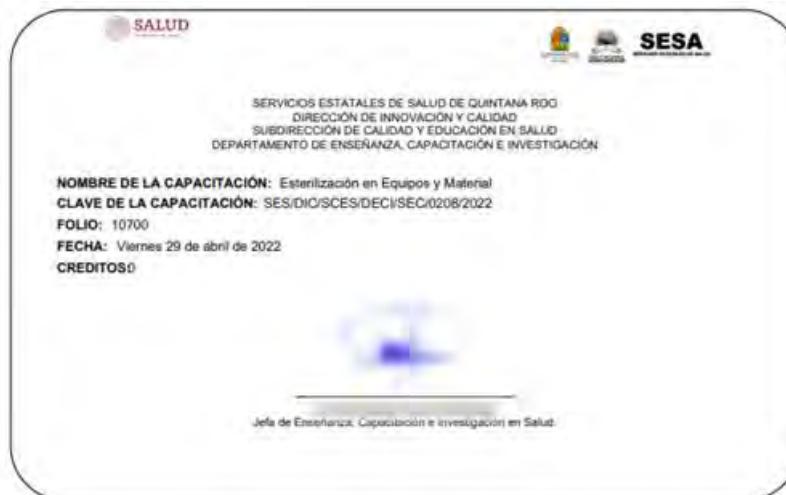 SALUD
SESA
SERVICIOS ESTATALES DE SALUD DE QUINTANA ROO
DIRECCIÓN DE INNOVACIÓN Y CALIDAD
SUBDIRECCIÓN DE CALIDAD Y EDUCACIÓN EN SALUD
DEPARTAMENTO DE ENSEÑANZA, CAPACITACIÓN E INVESTIGACIÓN
NOMBRE DE LA CAPACITACIÓN: Esterilización en Equipos y Material
CLAVE DE LA CAPACITACIÓN: SES/DIC/SCES/DECI/SEC/0208/2022
FOLIO: 10700
FECHA: Viernes 29 de abril de 2022
CREDITOS:0
Jefa de Enseñanza, Capacitación e Investigación en Salud.